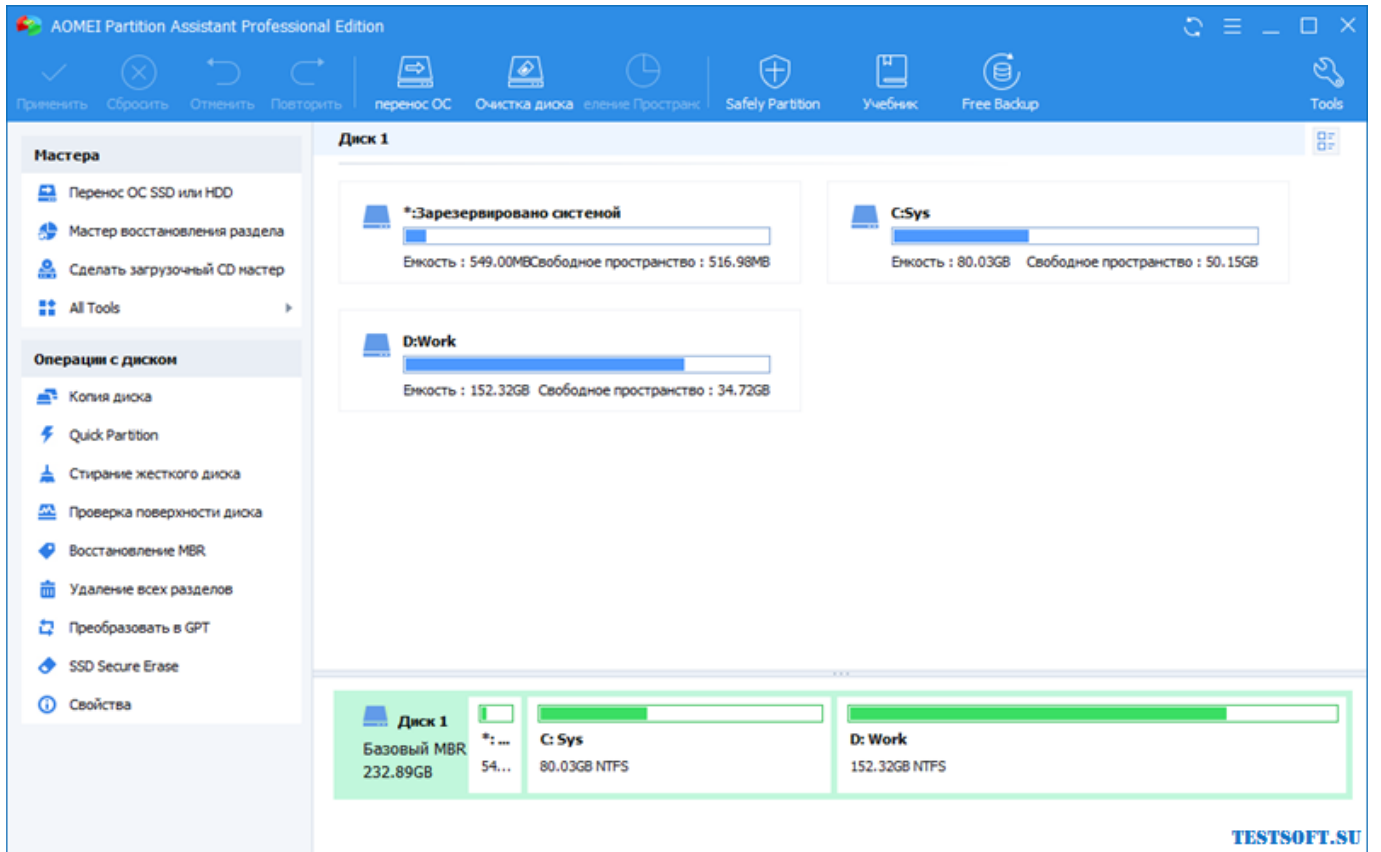 AOMEI Partition Assistant Professional Edition
Применить Сбросить Отменить Повторить перенос ОС Очистка диска еление Пространс Safely Partition Учебник Free Backup Tools
Мастера
Перенос ОС SSD или HDD
Мастер восстановления раздела
Сделать загрузочный CD мастер
All Tools
Операции с диском
Копия диска
Quick Partition
Стирание жесткого диска
Проверка поверхности диска
Восстановление MBR
Удаление всех разделов
Преобразовать в GPT
SSD Secure Erase
Свойства
Диск 1
*:Зарезервировано системой
Емкость : 549.00MBСвободное пространство : 516.98MB
C:Sys
Емкость : 80.03GB Свободное пространство : 50.15GB
D:Work
Емкость : 152.32GB Свободное пространство : 34.72GB
Диск 1
Базовый MBR
232.89GB
*: ...
54...
C: Sys
80.03GB NTFS
D: Work
152.32GB NTFS
TESTSOFT.SU